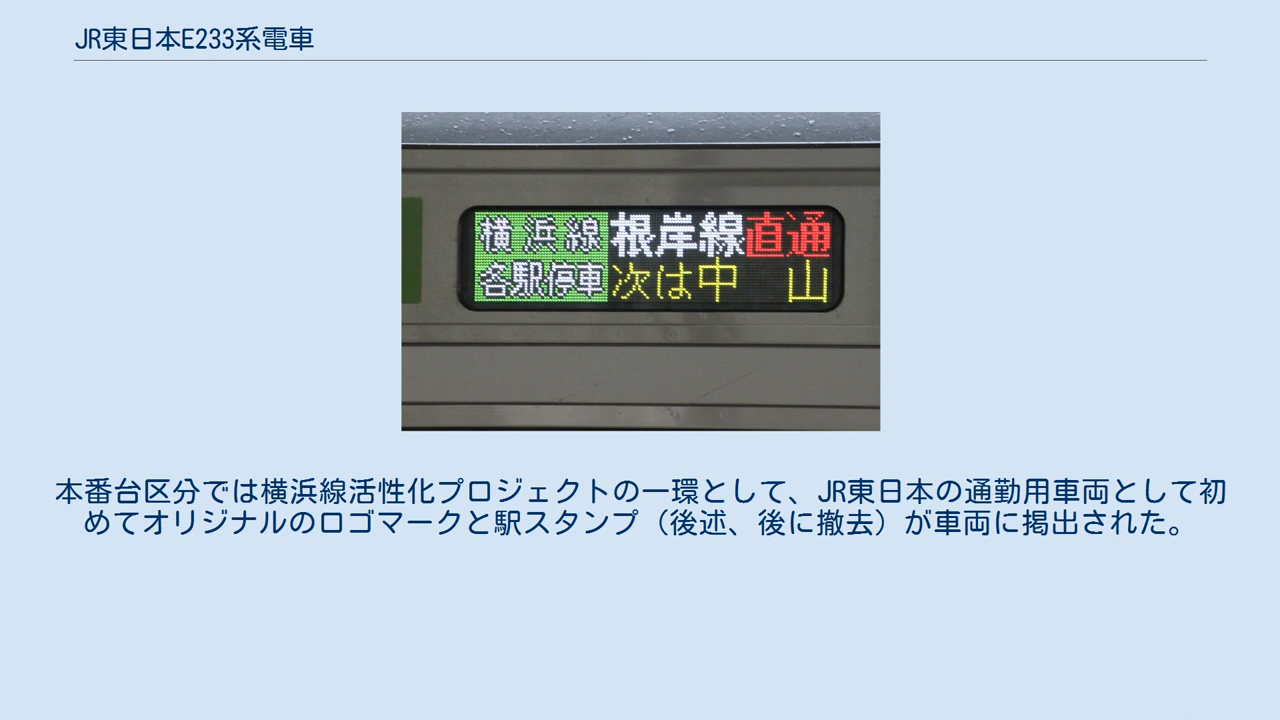 JR東日本E233系電車
横浜線 根岸線直通
各駅停車 次は中 山
本番台区分では横浜線活性化プロジェクトの一環として、JR東日本の通勤用車両として初
めてオリジナルのロゴマークと駅スタンプ（後述、後に撤去）が車両に掲出された。